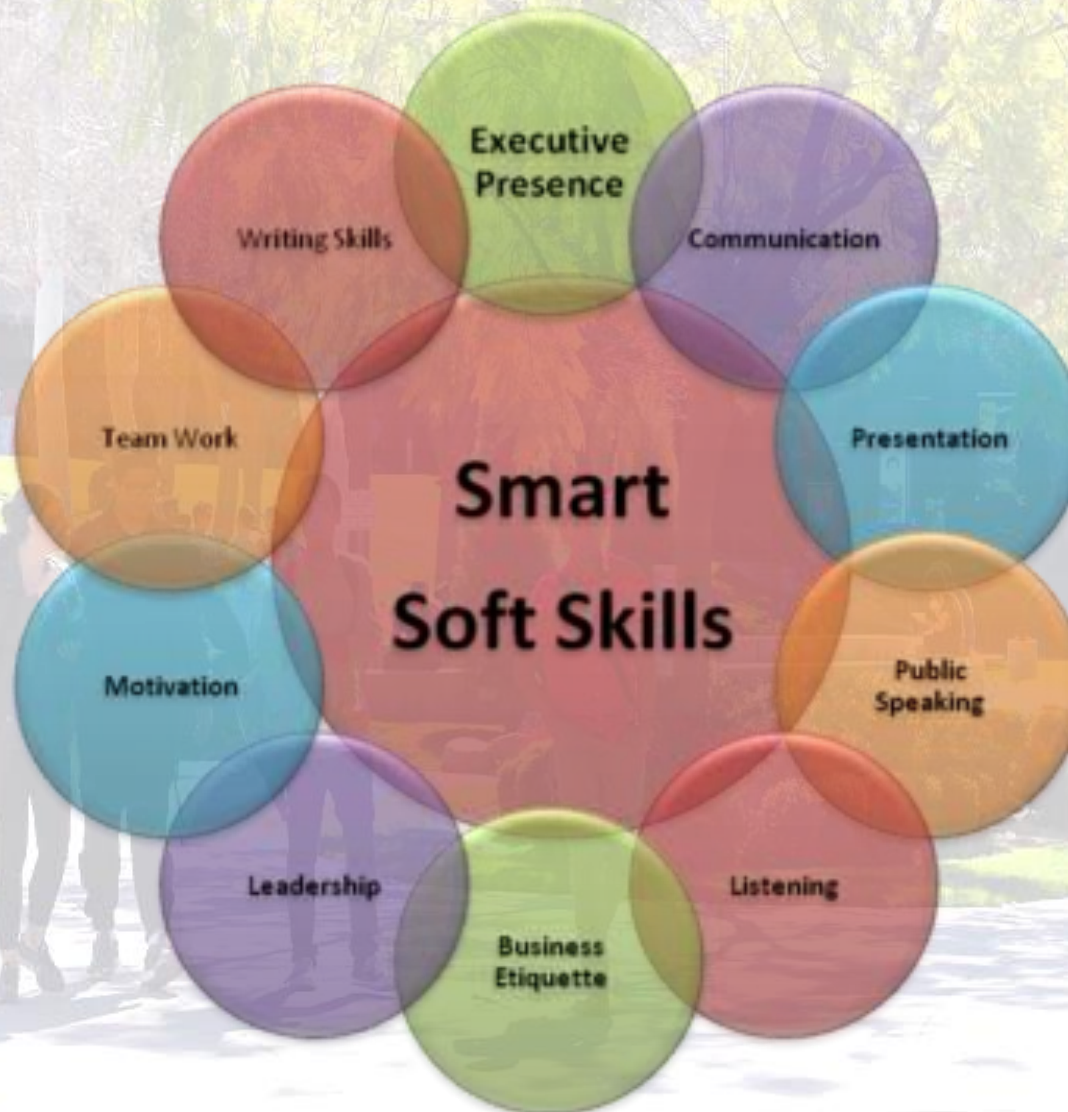 Executive
Presence
Communication
Presentation
Public
Speaking
Listening
Business
Etiquette
Leadership
Motivation
Team Work
Writing Skills
Smart
Soft Skills